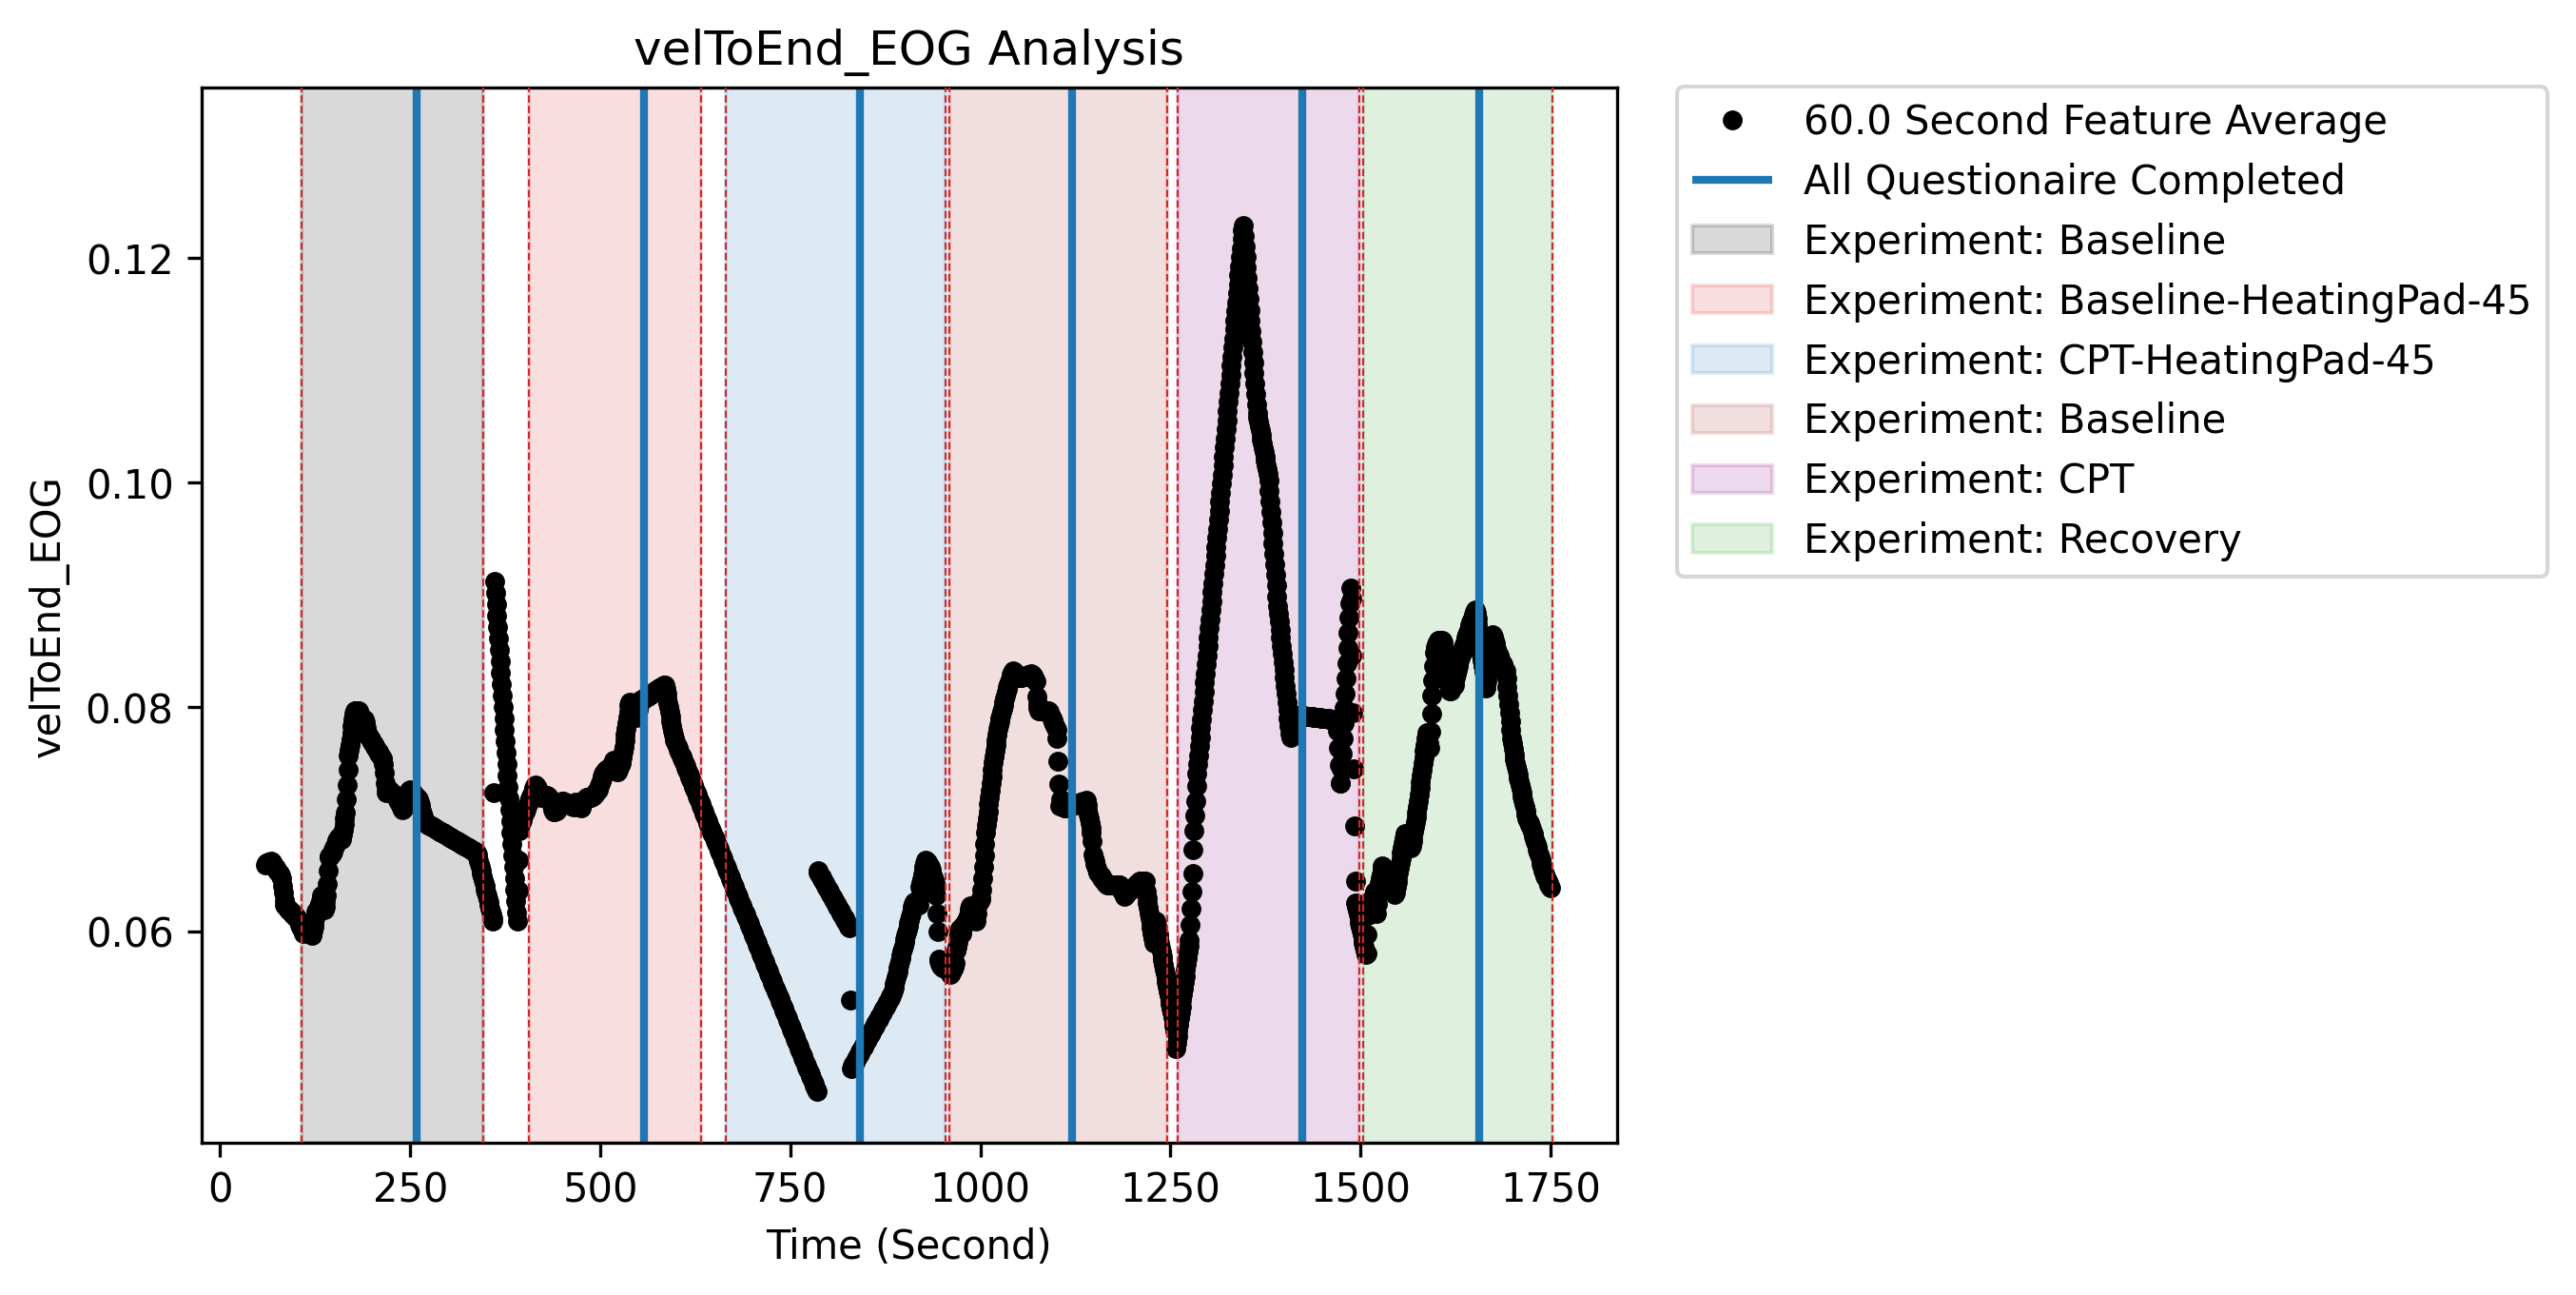 velToEnd_EOG Analysis
velToEnd_EOG
0.12
0.10
0.08
0.06
0 250 500 750 1000 1250 1500 1750
Time (Second)
60.0 Second Feature Average
All Questionaire Completed
Experiment: Baseline
Experiment: Baseline-HeatingPad-45
Experiment: CPT-HeatingPad-45
Experiment: Baseline
Experiment: CPT
Experiment: Recovery